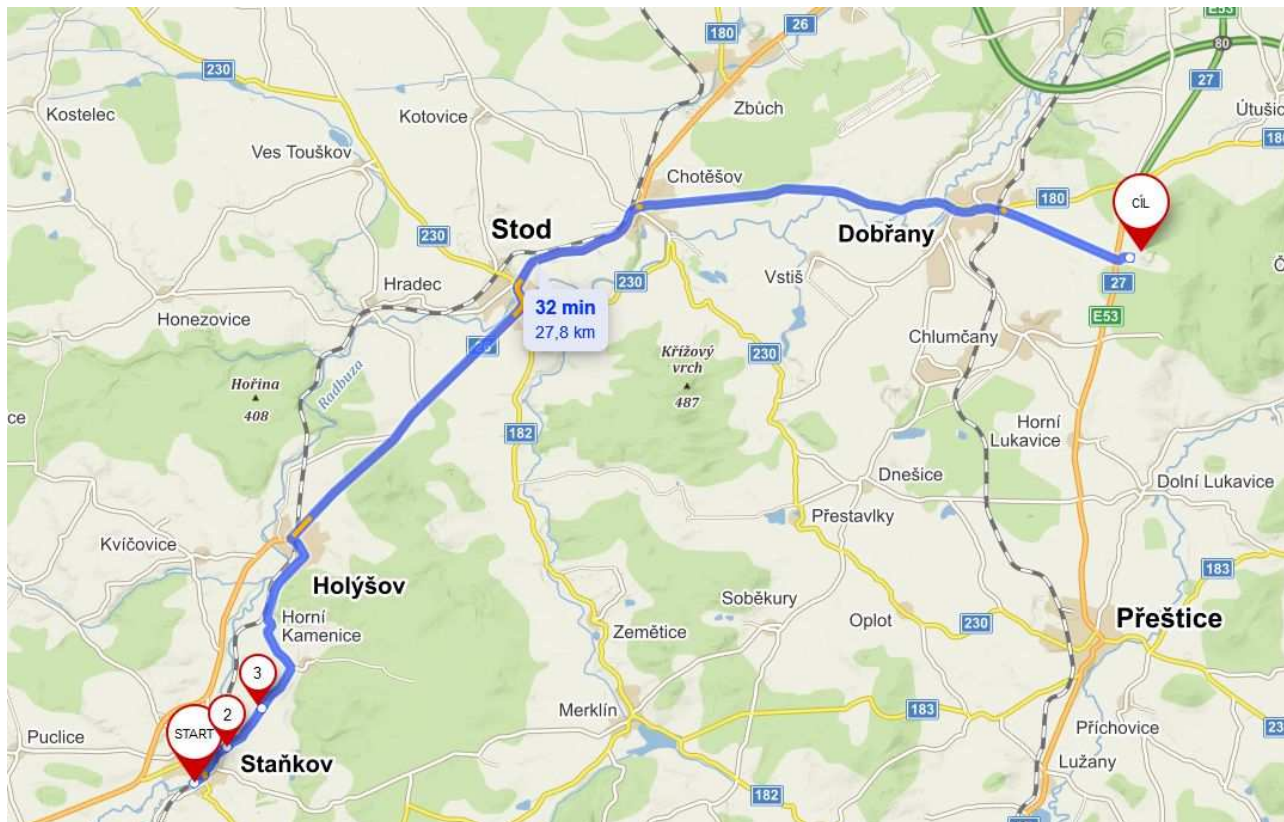 E53
180
26
80
27
230
Zbůch
Útušic
Kostelec
Kotovice
180
Ves Touškov
Chotěšov
180
CÍL
Stod
230
Dobřany
Hradec
230
Vstiš
27
Honezovice
32 min
27,8 km
E53
26
Chlumčany
Křížový
vrch
487
230
Radbuza
Hořina
408
ce
182
Horní
Lukavice
Dnešice
Dolní Lukavice
Přestavlky
Kvíčovice
183
Holýšov
Soběkury
Horní
Kamenice
Zemětice
Oplot
230
Přeštice
3
2
START
Merklín
183
Příchovice
230
Puclice
Staňkov
Lužany
182